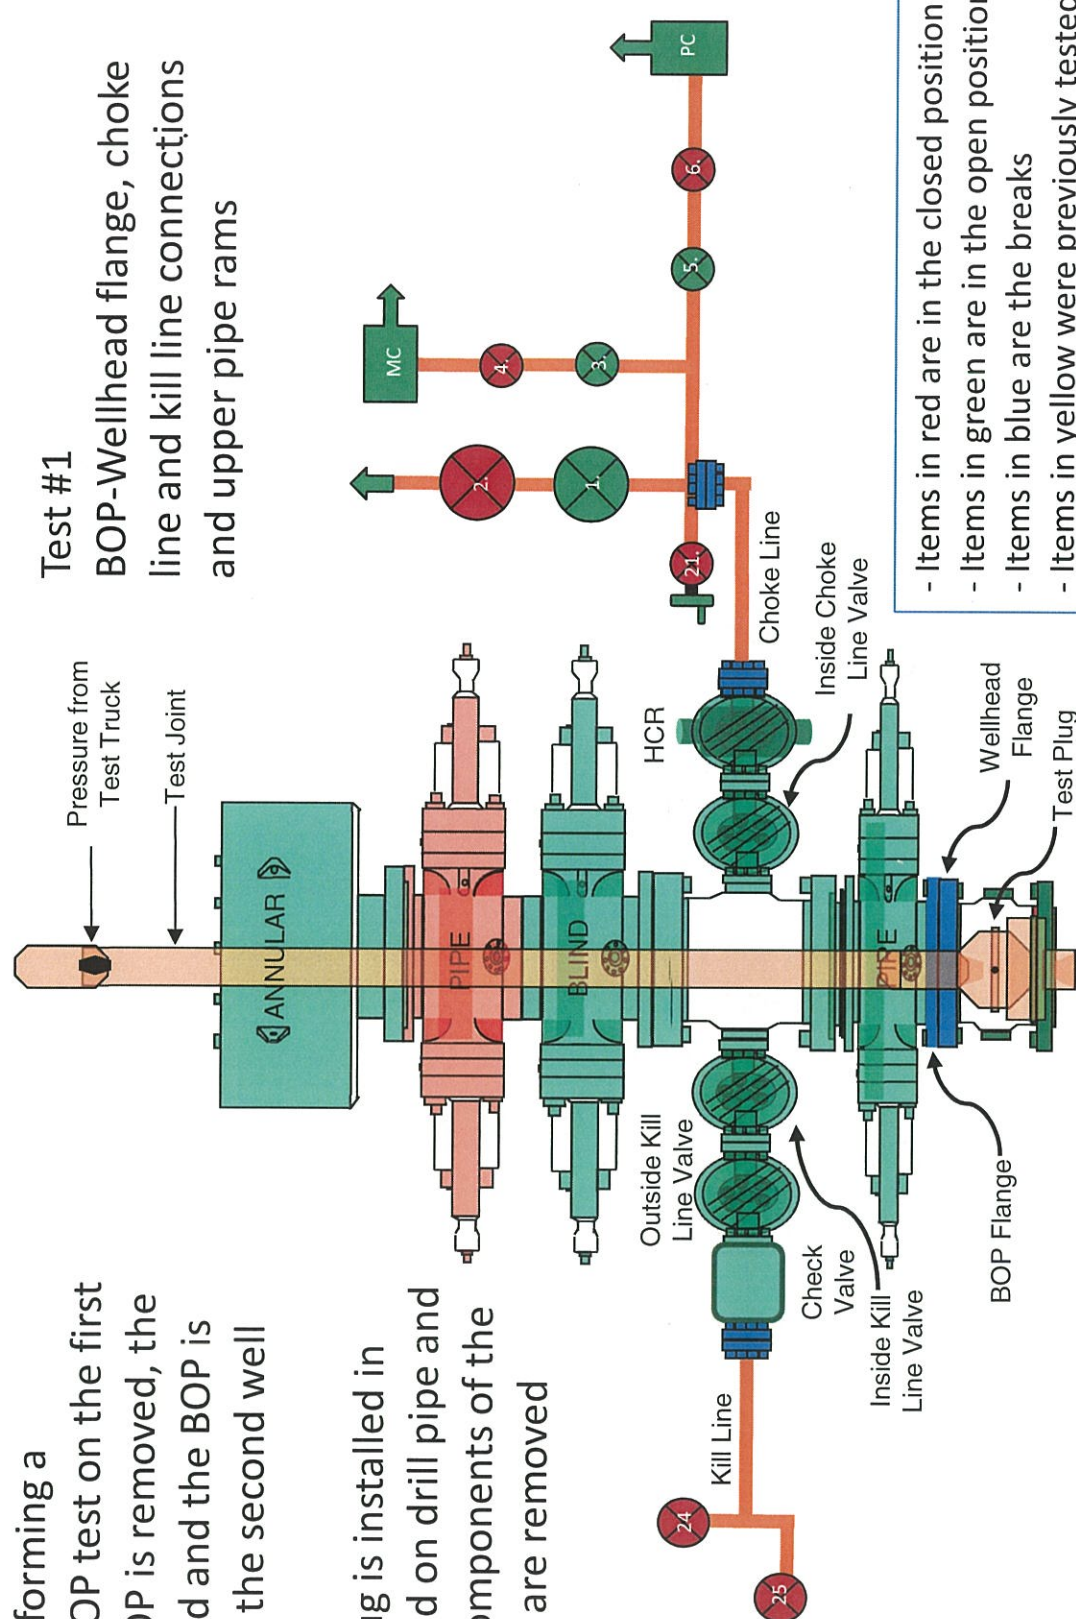 forming a
OP test on the first
OP is removed, the
d and the BOP is
the second well
ug is installed in
d on drill pipe and
omponents of the
are removed
Test #1
BOP-Wellhead flange, choke
line and kill line connections
and upper pipe rams
Pressure from
Test Truck
Test Joint
ANNULAR
PIPE
BLIND
PIPE
HCR
Choke Line
Inside Choke
Line Valve
Outside Kill
Line Valve
Check
Valve
Inside Kill
Line Valve
Kill Line
24
25
BOP Flange
Wellhead
Flange
Test Plug
MC
PC
2.
1.
4.
3.
5.
6.
21.
- Items in red are in the closed position
- Items in green are in the open position
- Items in blue are the breaks
- Items in yellow were previously tested